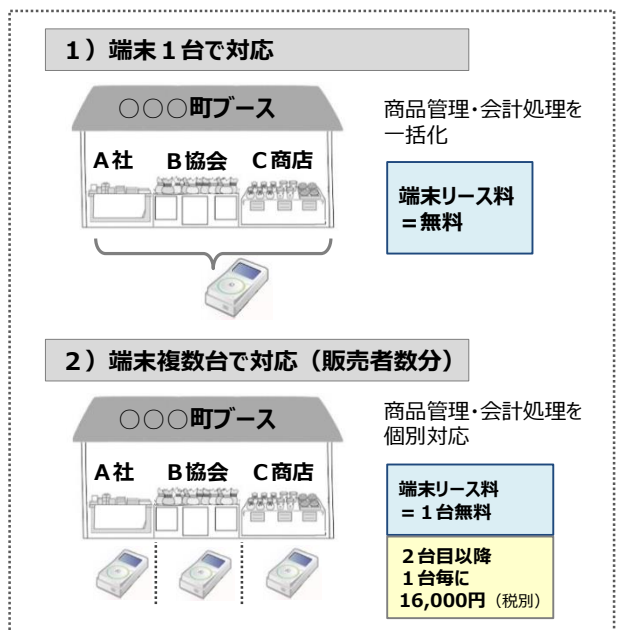 １）端末１台で対応
○○○町ブース
A社 B協会 C商店
商品管理・会計処理を
一括化
端末リース料
＝無料
２）端末複数台で対応（販売者数分）
○○○町ブース
A社 B協会 C商店
商品管理・会計処理を
個別対応
端末リース料
＝１台無料
２台目以降
１台毎に
16,000円（税別）